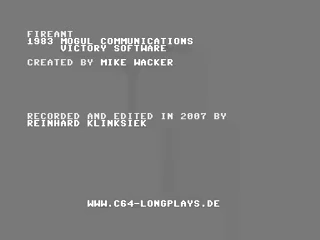 FIREANT
1983 MOGUL COMMUNICATIONS
VICTORY SOFTWARE
CREATED BY MIKE WACKER
RECORDED AND EDITED IN 2007 BY
REINHARD KLINKSIEK
WWW.C64-LONGPLAYS.DE